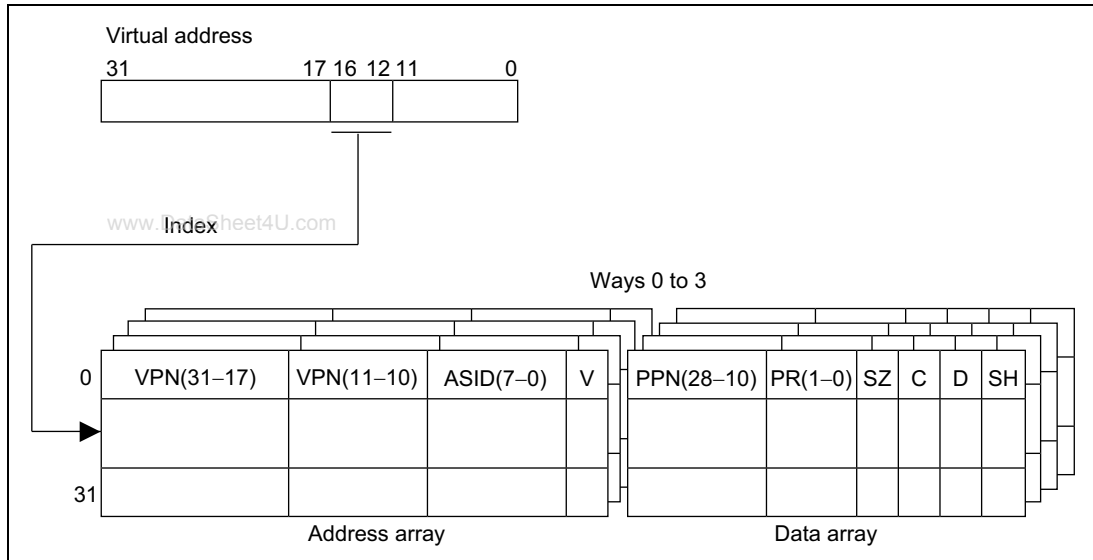 Virtual address
31 17 16 12 11 0
www.DataSheet4U.com
Index
Ways 0 to 3
0 VPN(31−17) VPN(11−10) ASID(7−0) V PPN(28−10) PR(1−0) SZ C D SH
31
Address array Data array